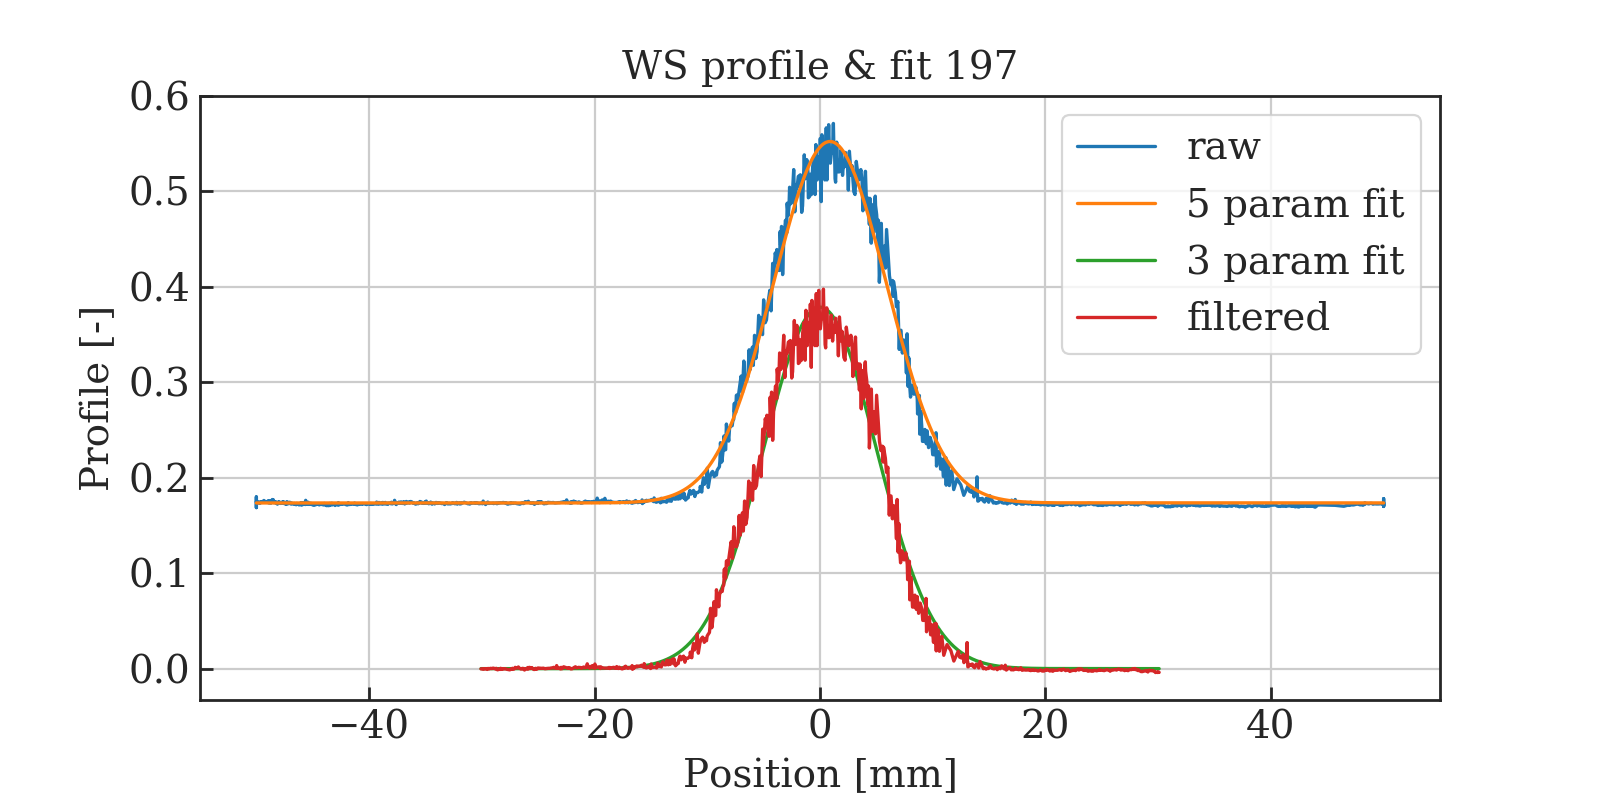 WS profile & fit 197
0.6
0.5
0.4
0.3
0.2
0.1
0.0
Profile [-]
raw
5 param fit
3 param fit
filtered
−40
−20
0
20
40
Position [mm]